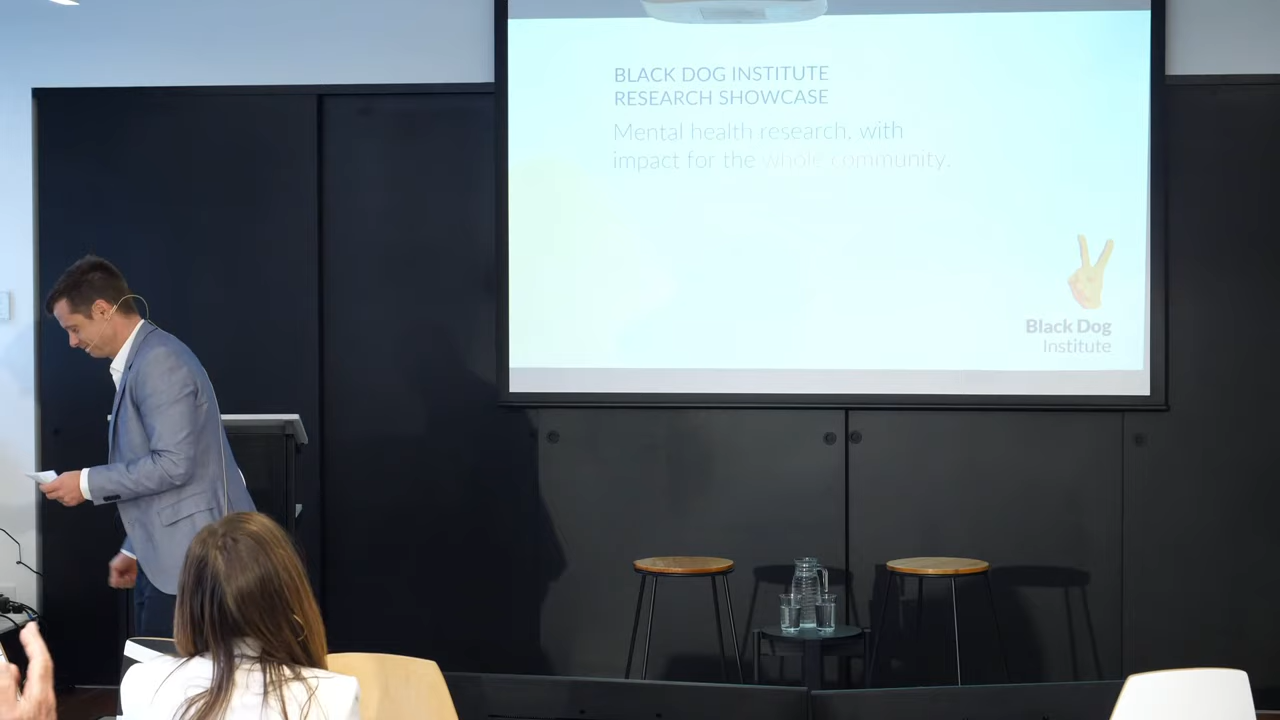 BLACK DOG INSTITUTE
RESEARCH SHOWCASE
Mental health research, with
impact for the whole community.
Black Dog
Institute